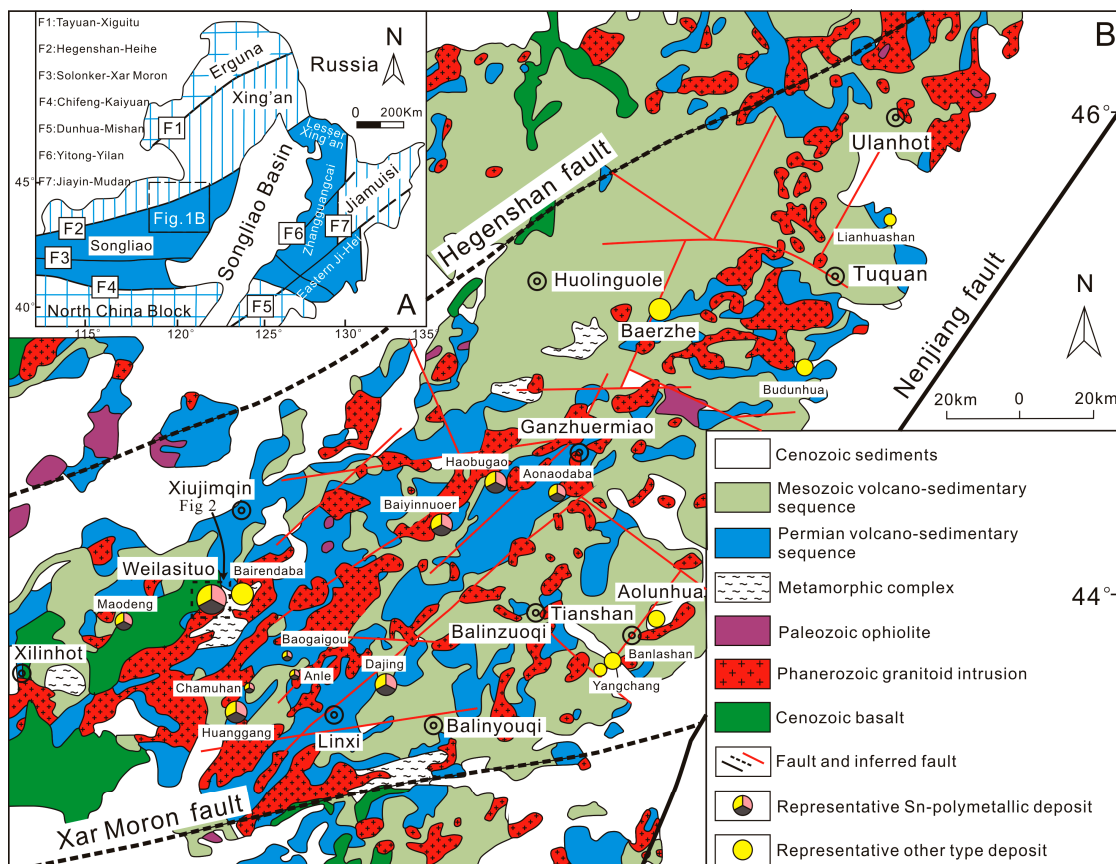 F1:Tayuan-Xiguitu
F2:Hegenshan-Heihe
F3:Solonker-Xar Moron
F4:Chifeng-Kaiyuan
F5:Dunhua-Mishan
F6:Yitong-Yilan
F7:Jiayin-Mudan
Erguna
Russia
N
0 200Km
Xing'an
F1
Lesser
Xing'an
Songliao Basin
Zhangguangcai
Jiamusi
45°
Fig.1B
F2
Songliao
F6
F7
F3
Eastern Ji-Hei
F4
F5
40°
North China Block
115°
120°
125°
130°
135°
A
B
46°
Ulanhot
Hegenshan fault
Lianhuashan
Huolinguole
Tuquan
Nenjiang fault
N
Baerzhe
Budunhua
20km 0 20km
Ganzhuermiao
Haobugao
Aonaodaba
Xiujimqin
Fig 2
Baiyinnuoer
Weilasituo
Bairendaba
Maodeng
Aolunhua
44°
Tianshan
Balinzuoqi
Baogaigou
Banlashan
Xilinhot
Dajing
Anle
Yangchang
Chamuhan
Huanggang
Linxi
Balinyouqi
Xar Moron fault
Cenozoic sediments
Mesozoic volcano-sedimentary
sequence
Permian volcano-sedimentary
sequence
Metamorphic complex
Paleozoic ophiolite
Phanerozoic granitoid intrusion
Cenozoic basalt
Fault and inferred fault
Representative Sn-polymetallic deposit
Representative other type deposit